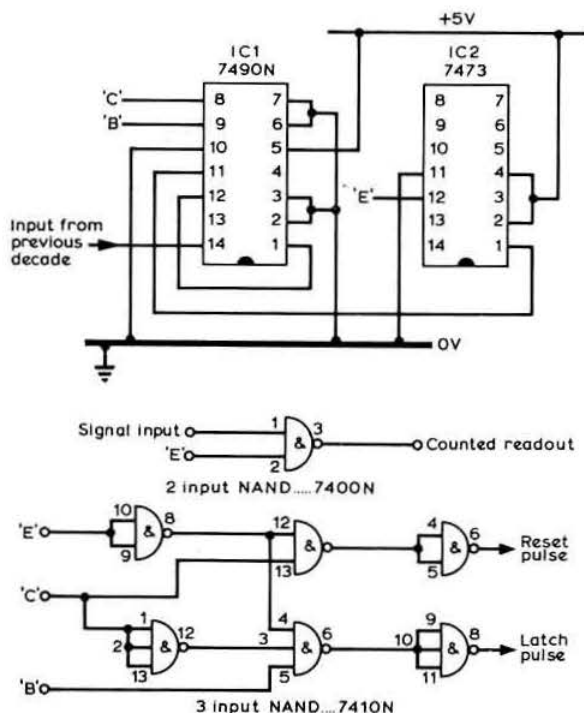 +5V
IC1
7490N
IC2
7473
'C'
8
7
'B'
9
6
10
5
11
4
12
3
13
2
14
1
Input from
previous
decade
8
7
9
6
10
5
11
4
'E'
12
3
13
2
14
1
0V
Signal input
1
&
3
Counted readout
'E'
2
2 input NAND.....7400N
'E'
10
9
&
8
12
13
&
4
5
&
6
Reset
pulse
'C'
1
2
13
&
12
4
3
5
&
6
9
10
11
&
8
Latch
pulse
'B'
3 input NAND....7410N